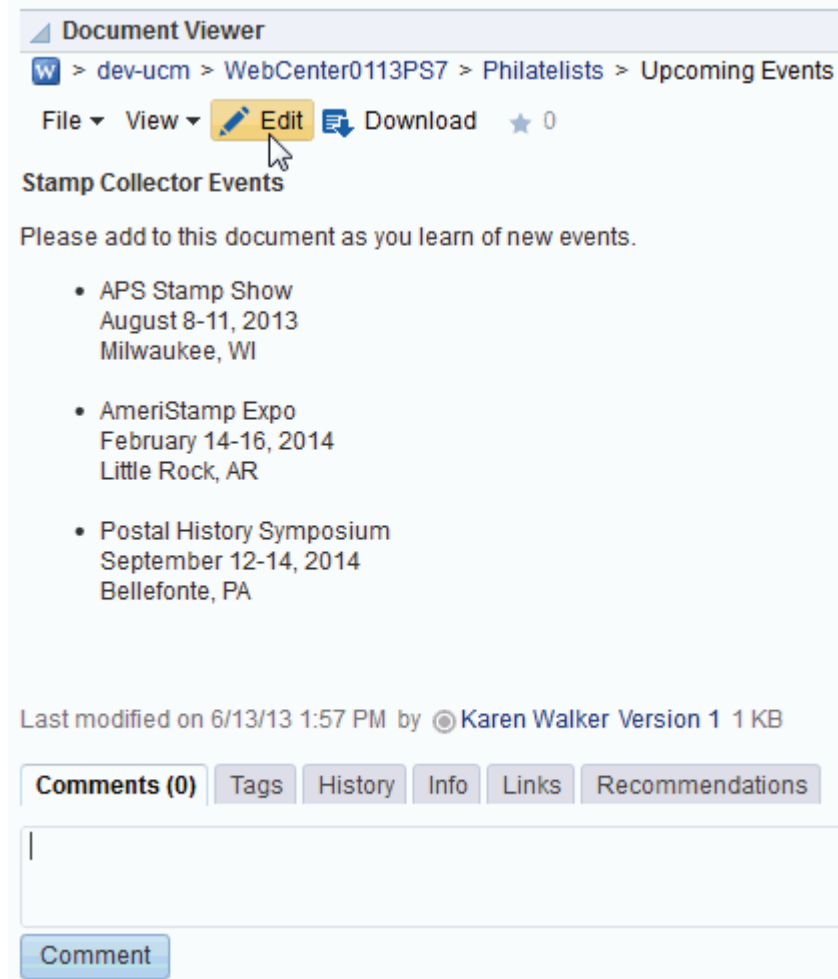 Document Viewer
W > dev-ucm > WebCenter0113PS7 > Philatelists > Upcoming Events
File View Edit Download 0
Stamp Collector Events
Please add to this document as you learn of new events.
• APS Stamp Show
August 8-11, 2013
Milwaukee, WI
• AmeriStamp Expo
February 14-16, 2014
Little Rock, AR
• Postal History Symposium
September 12-14, 2014
Bellefonte, PA
Last modified on 6/13/13 1:57 PM by Karen Walker Version 1 1 KB
Comments (0) Tags History Info Links Recommendations
Comment